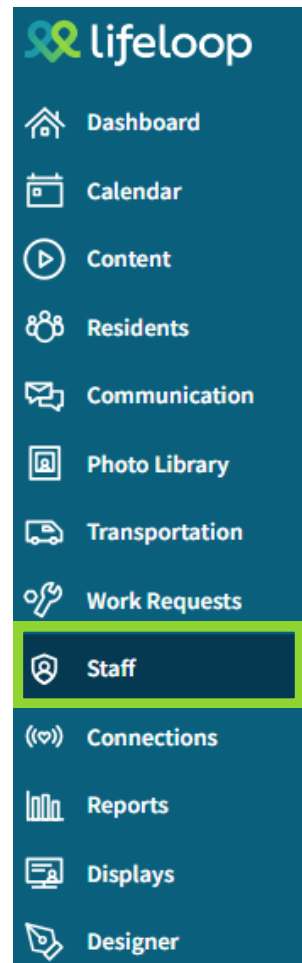 lifeloop
Dashboard
Calendar
Content
Residents
Communication
Photo Library
Transportation
Work Requests
Staff
Connections
Reports
Displays
Designer